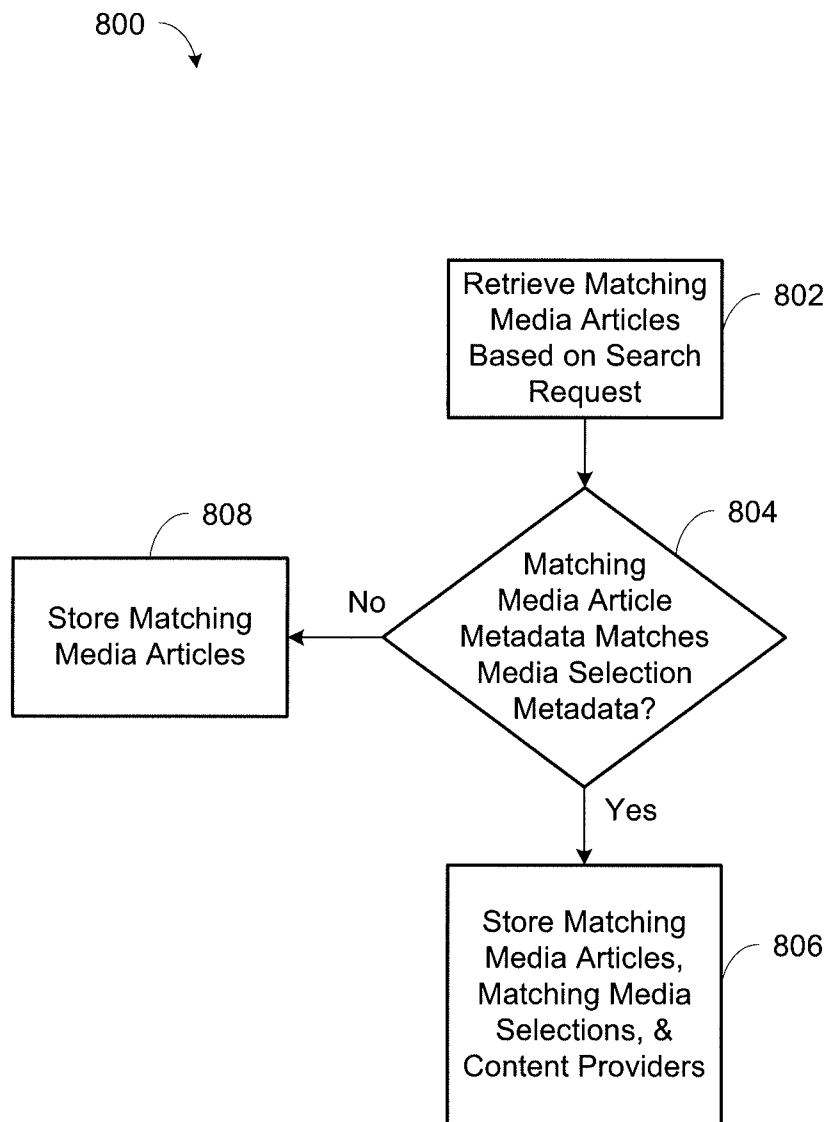 800
Retrieve Matching
Media Articles
Based on Search
Request
802
804
Matching
Media Article
Metadata Matches
Media Selection
Metadata?
808
Store Matching
Media Articles
No
Yes
Store Matching
Media Articles,
Matching Media
Selections, &
Content Providers
806